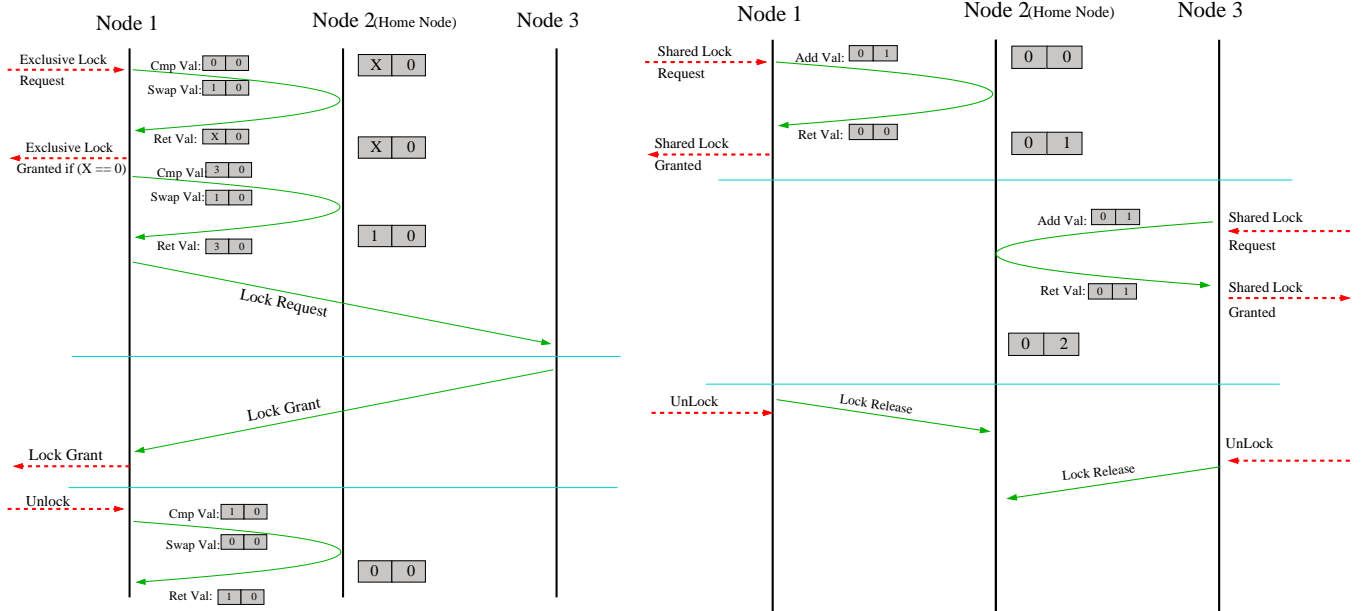 Node 1
Node 2(Home Node)
Node 3
Exclusive Lock
Request
Cmp Val: 0 0
Swap Val: 1 0
X 0
Ret Val: X 0
X 0
Exclusive Lock
Granted if (X == 0)
Cmp Val: 3 0
Swap Val: 1 0
1 0
Ret Val: 3 0
Lock Request
Lock Grant
Lock Grant
Unlock
Cmp Val: 1 0
Swap Val: 0 0
0 0
Ret Val: 1 0
Node 1
Node 2(Home Node)
Node 3
Shared Lock
Request
Add Val: 0 1
0 0
Ret Val: 0 0
0 1
Shared Lock
Granted
Add Val: 0 1
Shared Lock
Request
Ret Val: 0 1
Shared Lock
Granted
0 2
UnLock
Lock Release
UnLock
Lock Release